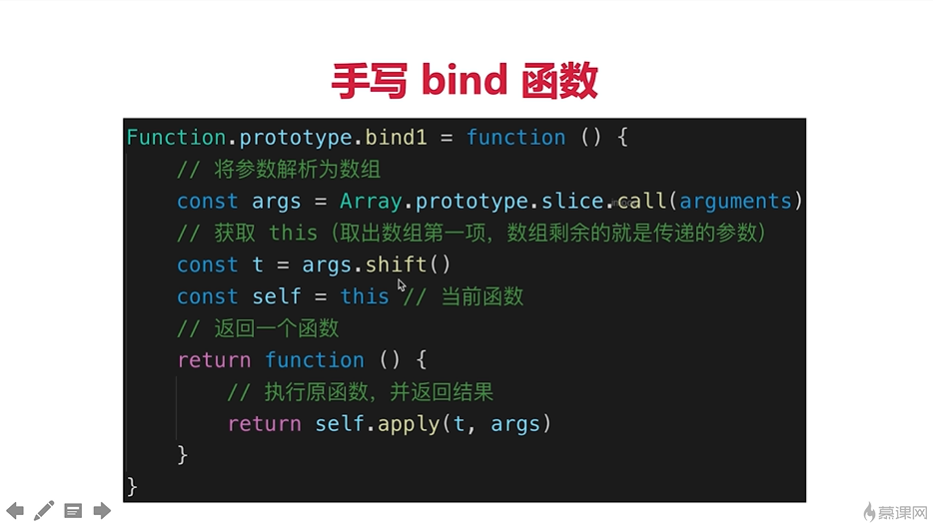 手写 bind 函数
Function.prototype.bind1 = function () {
// 将参数解析为数组
const args = Array.prototype.slice.call(arguments)
// 获取 this（取出数组第一项，数组剩余的就是传递的参数）
const t = args.shift()
const self = this // 当前函数
// 返回一个函数
return function () {
// 执行原函数，并返回结果
return self.apply(t, args)
}
}
慕课网